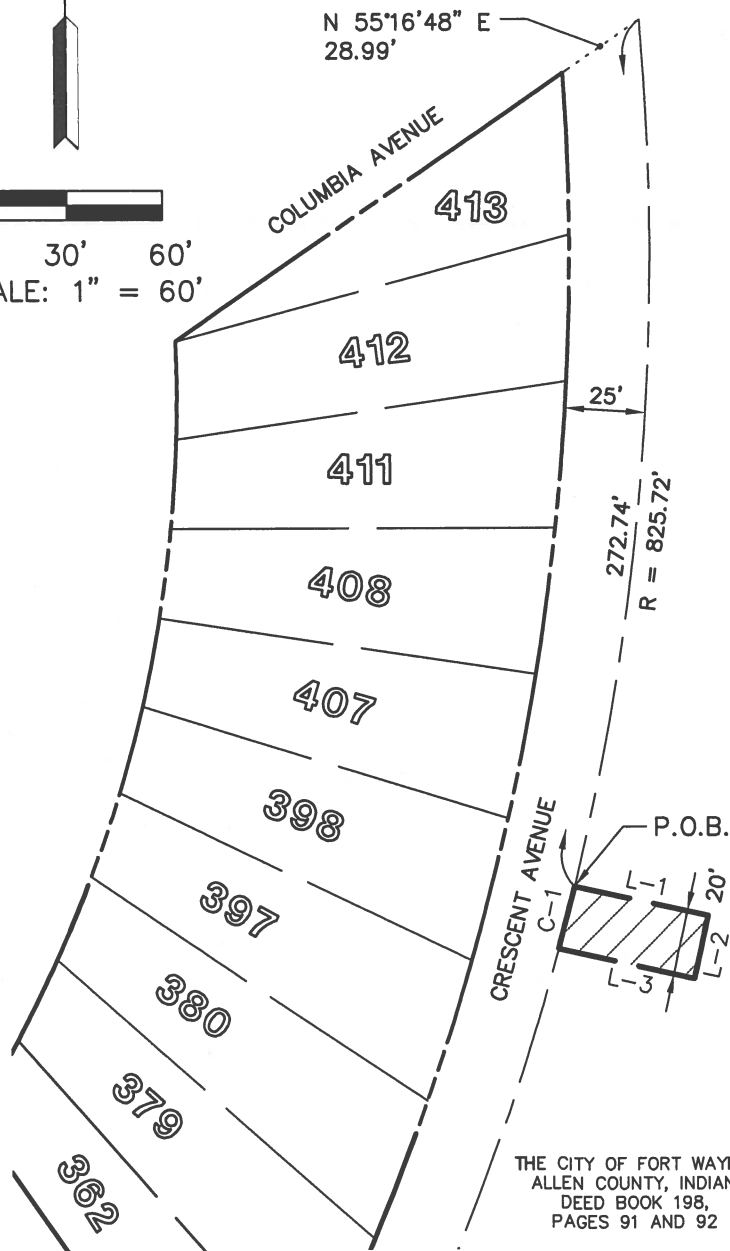 N 55°16'48" E
28.99'
COLUMBIA AVENUE
413
30' 60'
ALE: 1" = 60'
412
25'
411
272.74'
R = 825.72'
408
407
398
CRESCENT AVENUE
P.O.B.
L-1
20'
C-1
L-2
L-3
397
380
379
362
THE CITY OF FORT WAY
ALLEN COUNTY, INDIAN
DEED BOOK 198,
PAGES 91 AND 92